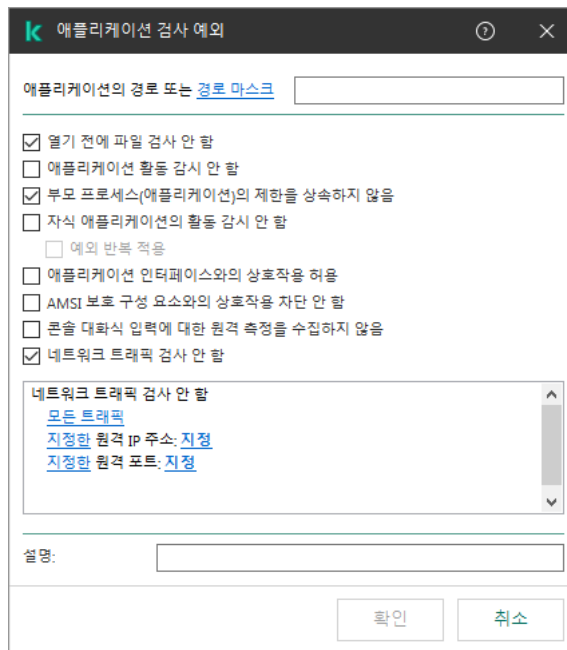 애플리케이션 검사 예외
애플리케이션의 경로 또는 경로 마스크
열기 전에 파일 검사 안 함
애플리케이션 활동 감시 안 함
부모 프로세스(애플리케이션)의 제한을 상속하지 않음
자식 애플리케이션의 활동 감시 안 함
예외 반복 적용
애플리케이션 인터페이스와의 상호작용 허용
AMSI 보호 구성 요소와의 상호작용 차단 안 함
콘솔 대화식 입력에 대한 원격 측정을 수집하지 않음
네트워크 트래픽 검사 안 함
네트워크 트래픽 검사 안 함
모든 트래픽
지정한 원격 IP 주소: 지정
지정한 원격 포트: 지정
설명:
확인 취소